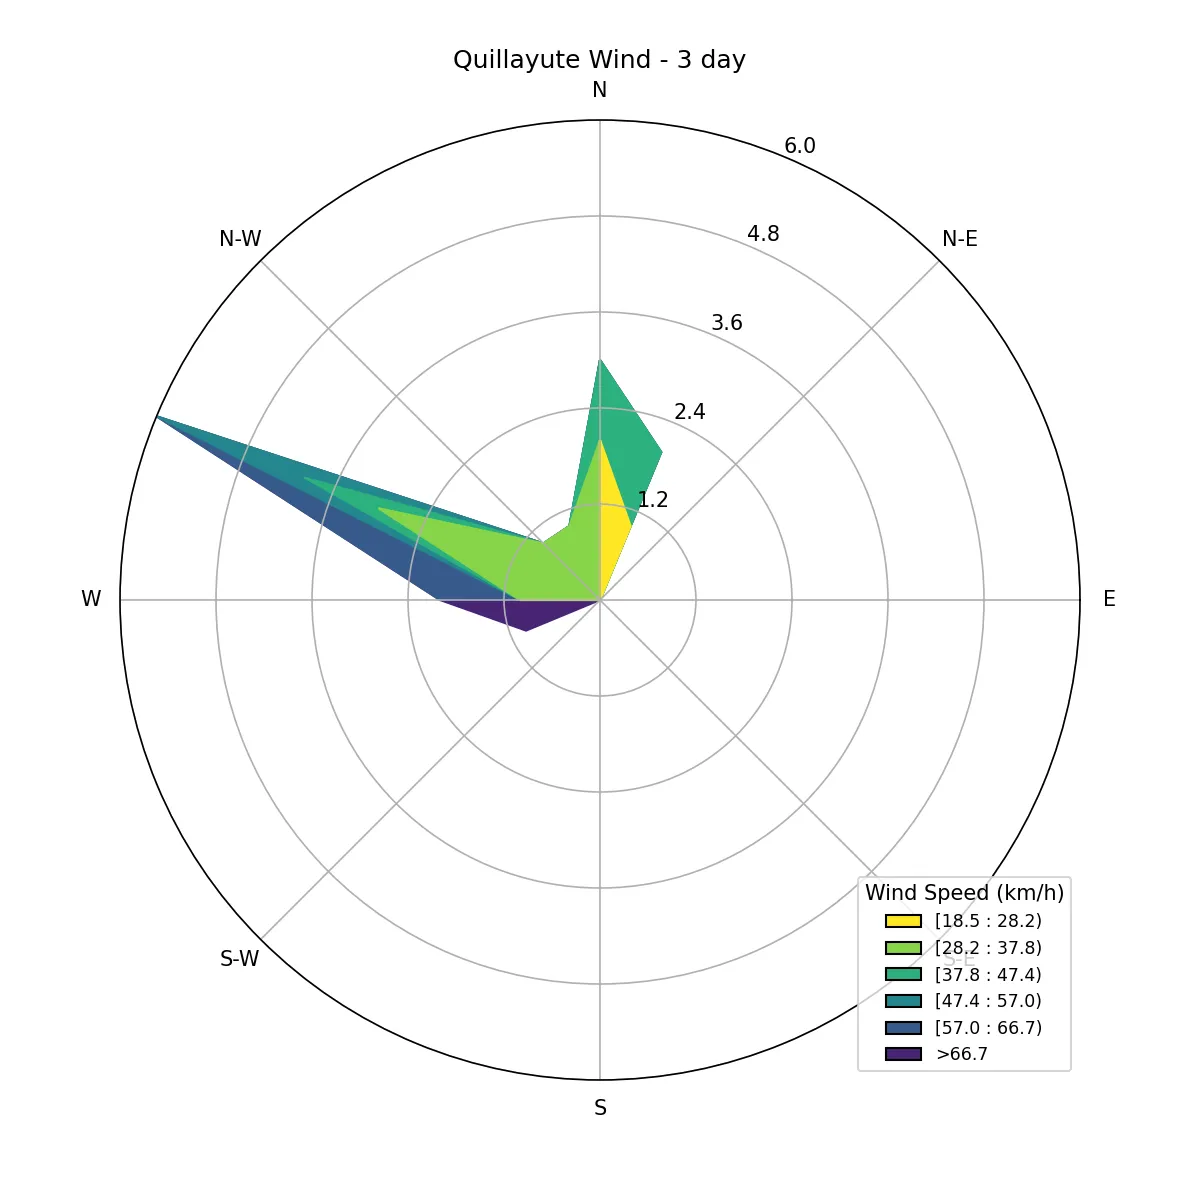 Quillayute Wind - 3 day
N
6.0
4.8
N-W
N-E
3.6
2.4
1.2
W
E
Wind Speed (km/h)
[18.5 : 28.2)
[28.2 : 37.8)
S-W
S-E
[37.8 : 47.4)
[47.4 : 57.0)
[57.0 : 66.7)
>66.7
S